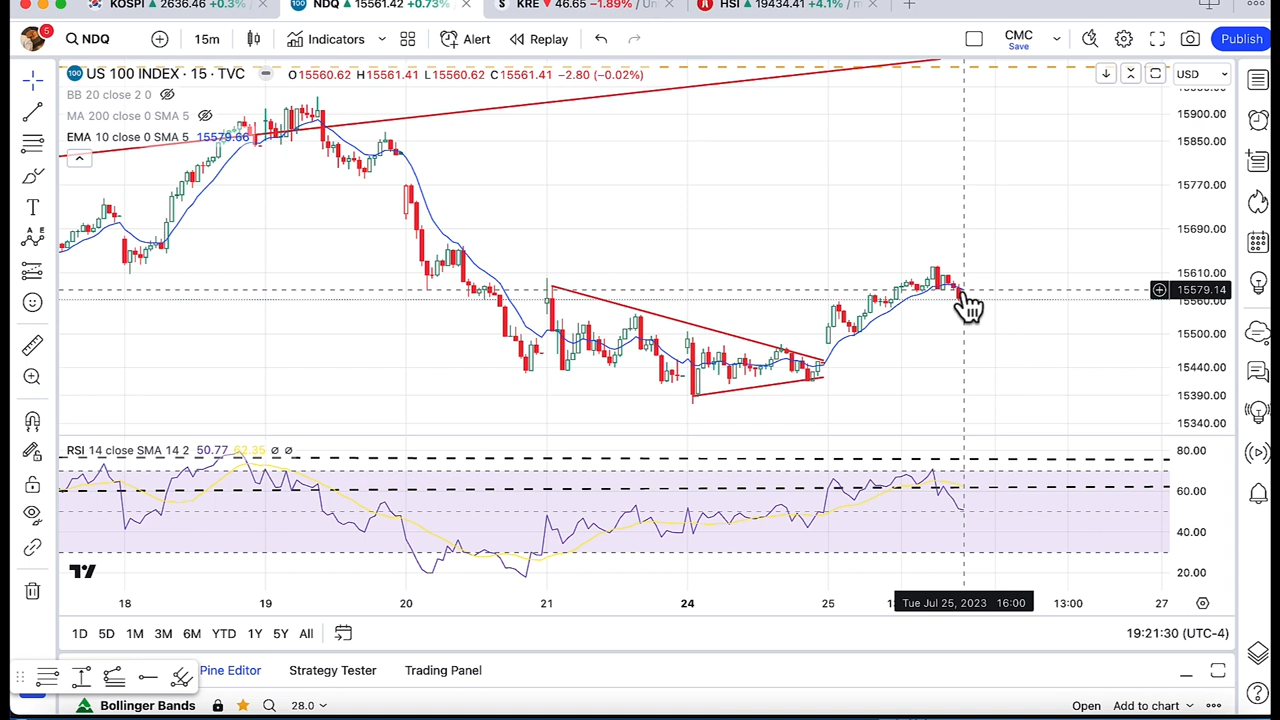 KOSPI 2636.46 +0.3%
NDQ 15561.42 +0.73%
KRE 46.65 −1.89%
HSI 19434.41 +4.1%
5 NDQ 15m Indicators Alert Replay CMC Save Publish
100 US 100 INDEX · 15 · TVC O15560.62 H15561.41 L15560.62 C15561.41 −2.80 (−0.02%) USD
BB 20 close 2 0
MA 200 close 0 SMA 5
EMA 10 close 0 SMA 5 15579.66
15900.00
15850.00
15770.00
15690.00
15610.00
15579.14
15560.00
15500.00
15440.00
15390.00
15340.00
RSI 14 close SMA 14 2 50.77 62.35 ø ø
80.00
60.00
40.00
20.00
18 19 20 21 24 25 Tue Jul 25, 2023 16:00 13:00 27
1D 5D 1M 3M 6M YTD 1Y 5Y All 19:21:30 (UTC-4)
Pine Editor Strategy Tester Trading Panel
Bollinger Bands 28.0 Open Add to chart